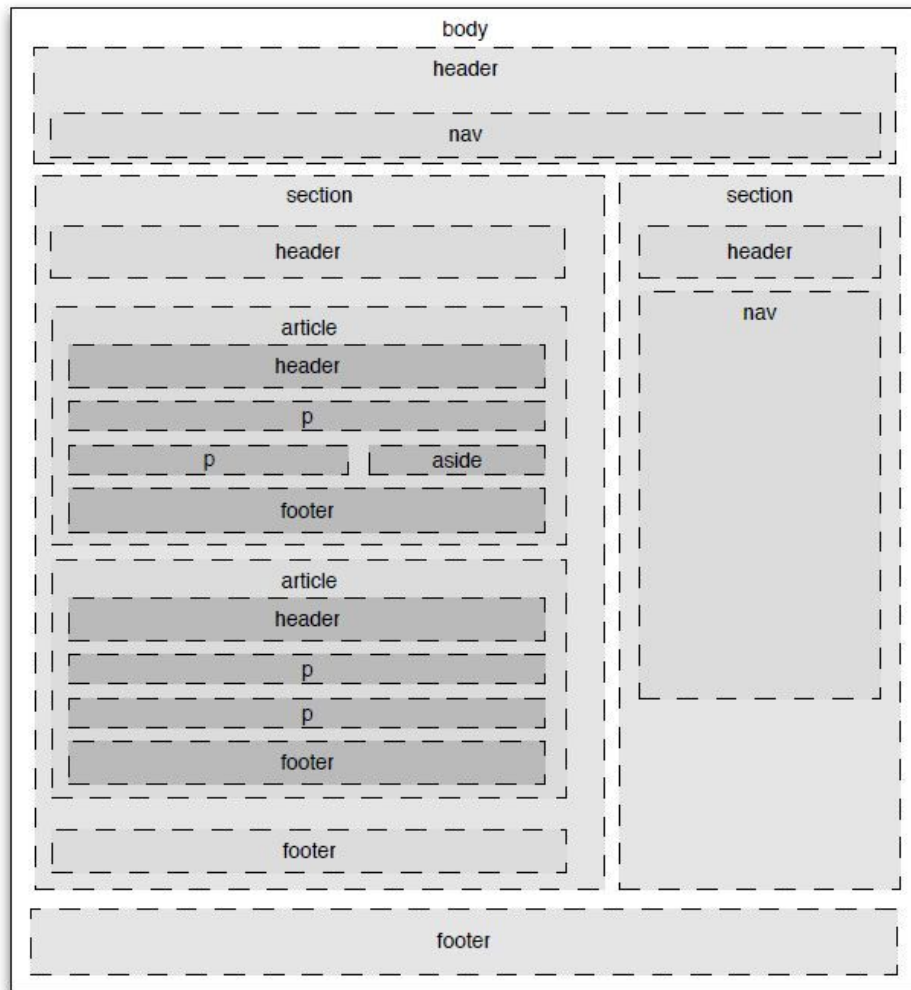 body
header
nav
section
header
article
header
p
p
aside
footer
article
header
p
p
footer
footer
section
header
nav
footer